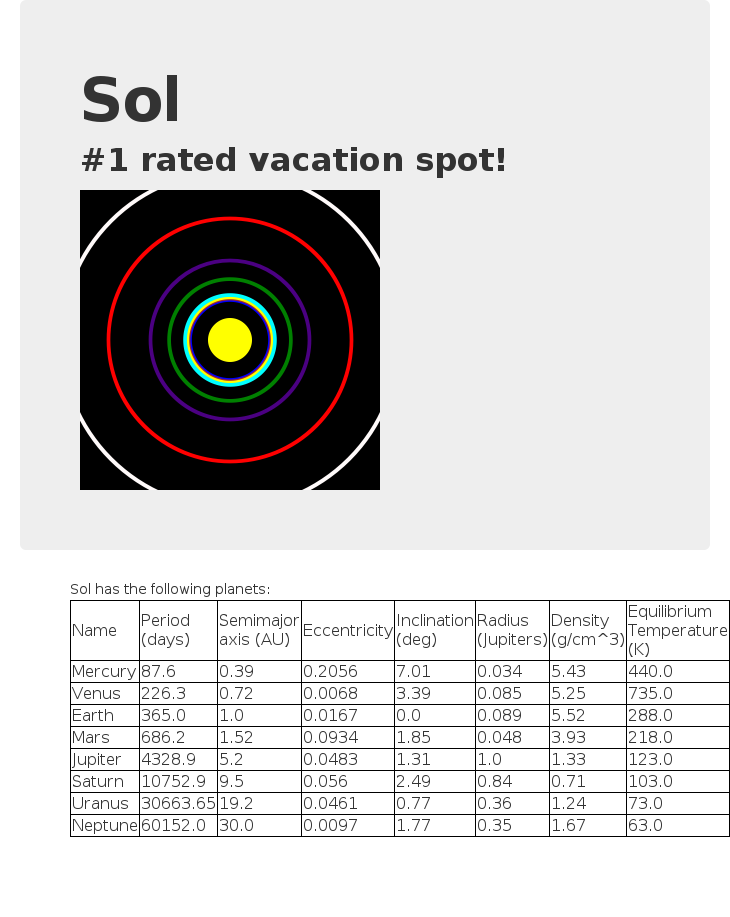 Sol
#1 rated vacation spot!
Sol has the following planets:
Name Period (days) Semimajor axis (AU) Eccentricity Inclination (deg) Radius (Jupiters) Density (g/cm^3) Equilibrium Temperature (K)
Mercury 87.6 0.39 0.2056 7.01 0.034 5.43 440.0
Venus 226.3 0.72 0.0068 3.39 0.085 5.25 735.0
Earth 365.0 1.0 0.0167 0.0 0.089 5.52 288.0
Mars 686.2 1.52 0.0934 1.85 0.048 3.93 218.0
Jupiter 4328.9 5.2 0.0483 1.31 1.0 1.33 123.0
Saturn 10752.9 9.5 0.056 2.49 0.84 0.71 103.0
Uranus 30663.65 19.2 0.0461 0.77 0.36 1.24 73.0
Neptune 60152.0 30.0 0.0097 1.77 0.35 1.67 63.0